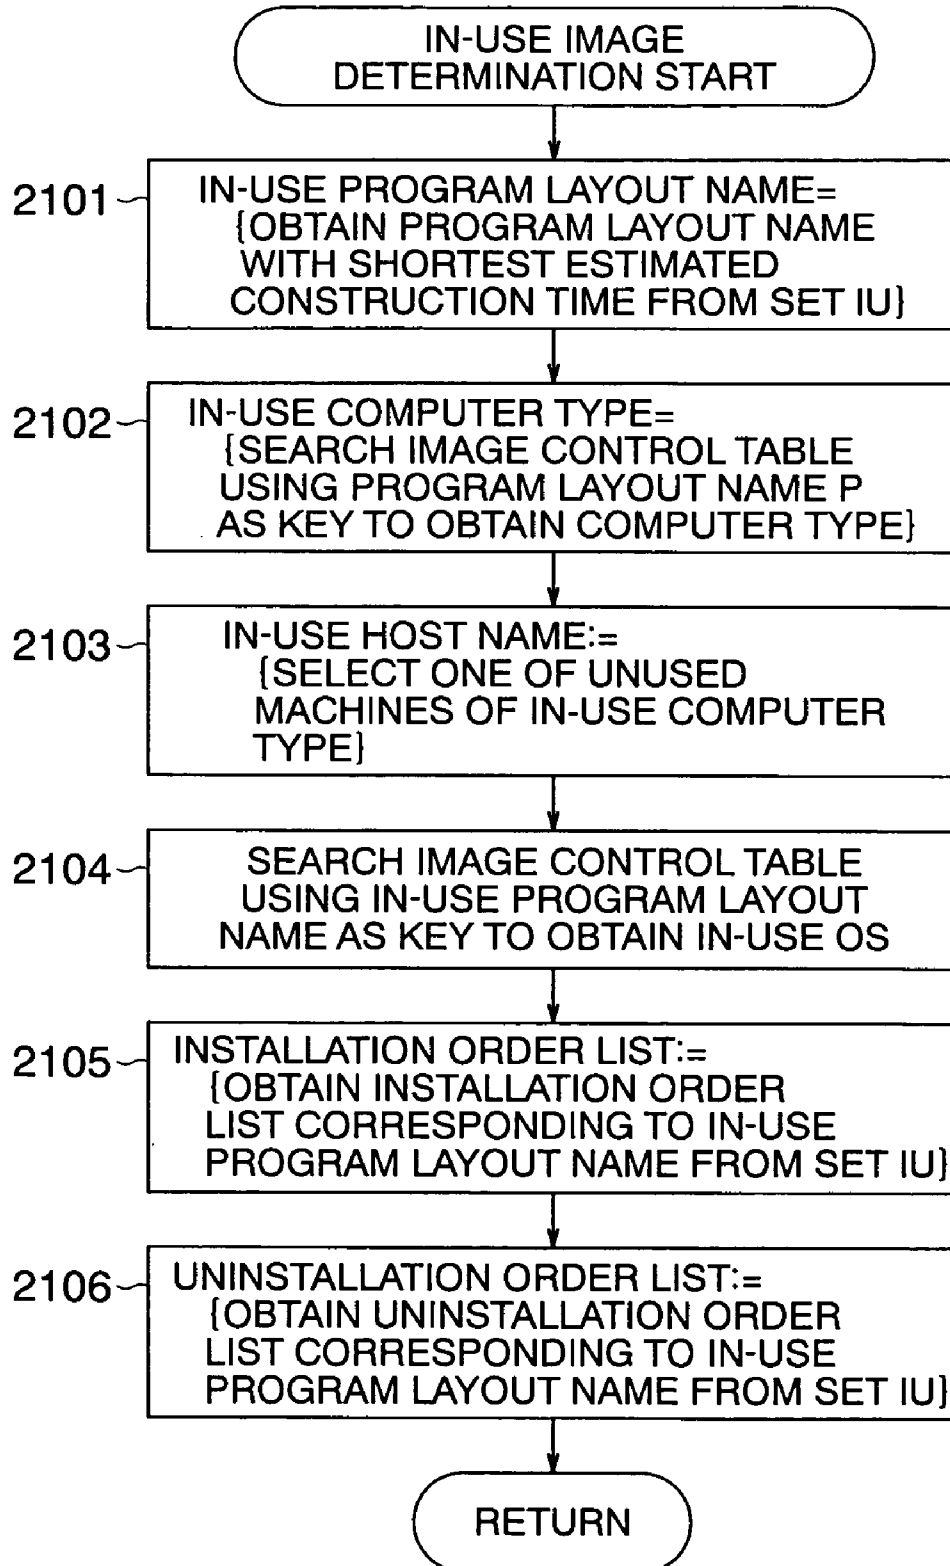 IN-USE IMAGE
DETERMINATION START
2101
IN-USE PROGRAM LAYOUT NAME=
{OBTAIN PROGRAM LAYOUT NAME
WITH SHORTEST ESTIMATED
CONSTRUCTION TIME FROM SET IU}
2102
IN-USE COMPUTER TYPE=
{SEARCH IMAGE CONTROL TABLE
USING PROGRAM LAYOUT NAME P
AS KEY TO OBTAIN COMPUTER TYPE}
2103
IN-USE HOST NAME:=
{SELECT ONE OF UNUSED
MACHINES OF IN-USE COMPUTER
TYPE}
2104
SEARCH IMAGE CONTROL TABLE
USING IN-USE PROGRAM LAYOUT
NAME AS KEY TO OBTAIN IN-USE OS
2105
INSTALLATION ORDER LIST:=
{OBTAIN INSTALLATION ORDER
LIST CORRESPONDING TO IN-USE
PROGRAM LAYOUT NAME FROM SET IU}
2106
UNINSTALLATION ORDER LIST:=
{OBTAIN UNINSTALLATION ORDER
LIST CORRESPONDING TO IN-USE
PROGRAM LAYOUT NAME FROM SET IU}
RETURN